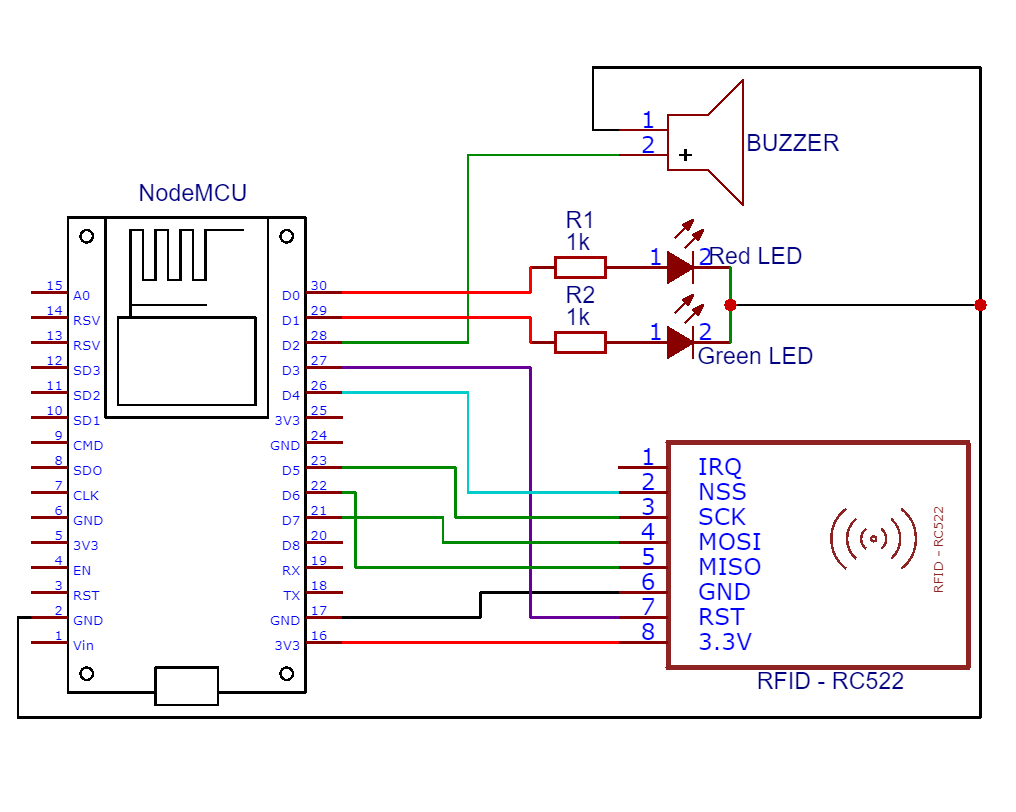 NodeMCU
15 A0
14 RSV
13 RSV
12 SD3
11 SD2
10 SD1
9 CMD
8 SDO
7 CLK
6 GND
5 3V3
4 EN
3 RST
2 GND
1 Vin
D0 30
D1 29
D2 28
D3 27
D4 26
3V3 25
GND 24
D5 23
D6 22
D7 21
D8 20
RX 19
TX 18
GND 17
3V3 16
1
2
+
BUZZER
R1
1k
1
2
Red LED
R2
1k
1
2
Green LED
1 IRQ
2 NSS
3 SCK
4 MOSI
5 MISO
6 GND
7 RST
8 3.3V
RFID - RC522
RFID - RC522